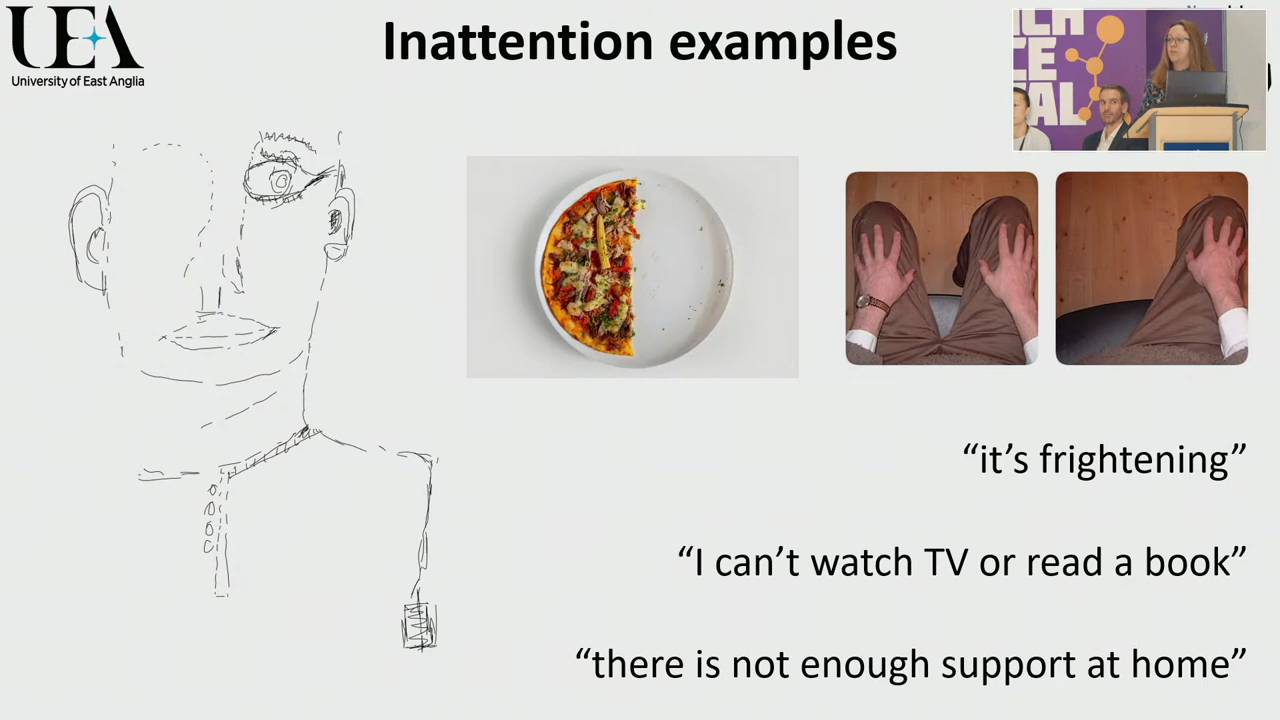 UEA
University of East Anglia
Inattention examples
“it’s frightening”
“I can’t watch TV or read a book”
“there is not enough support at home”